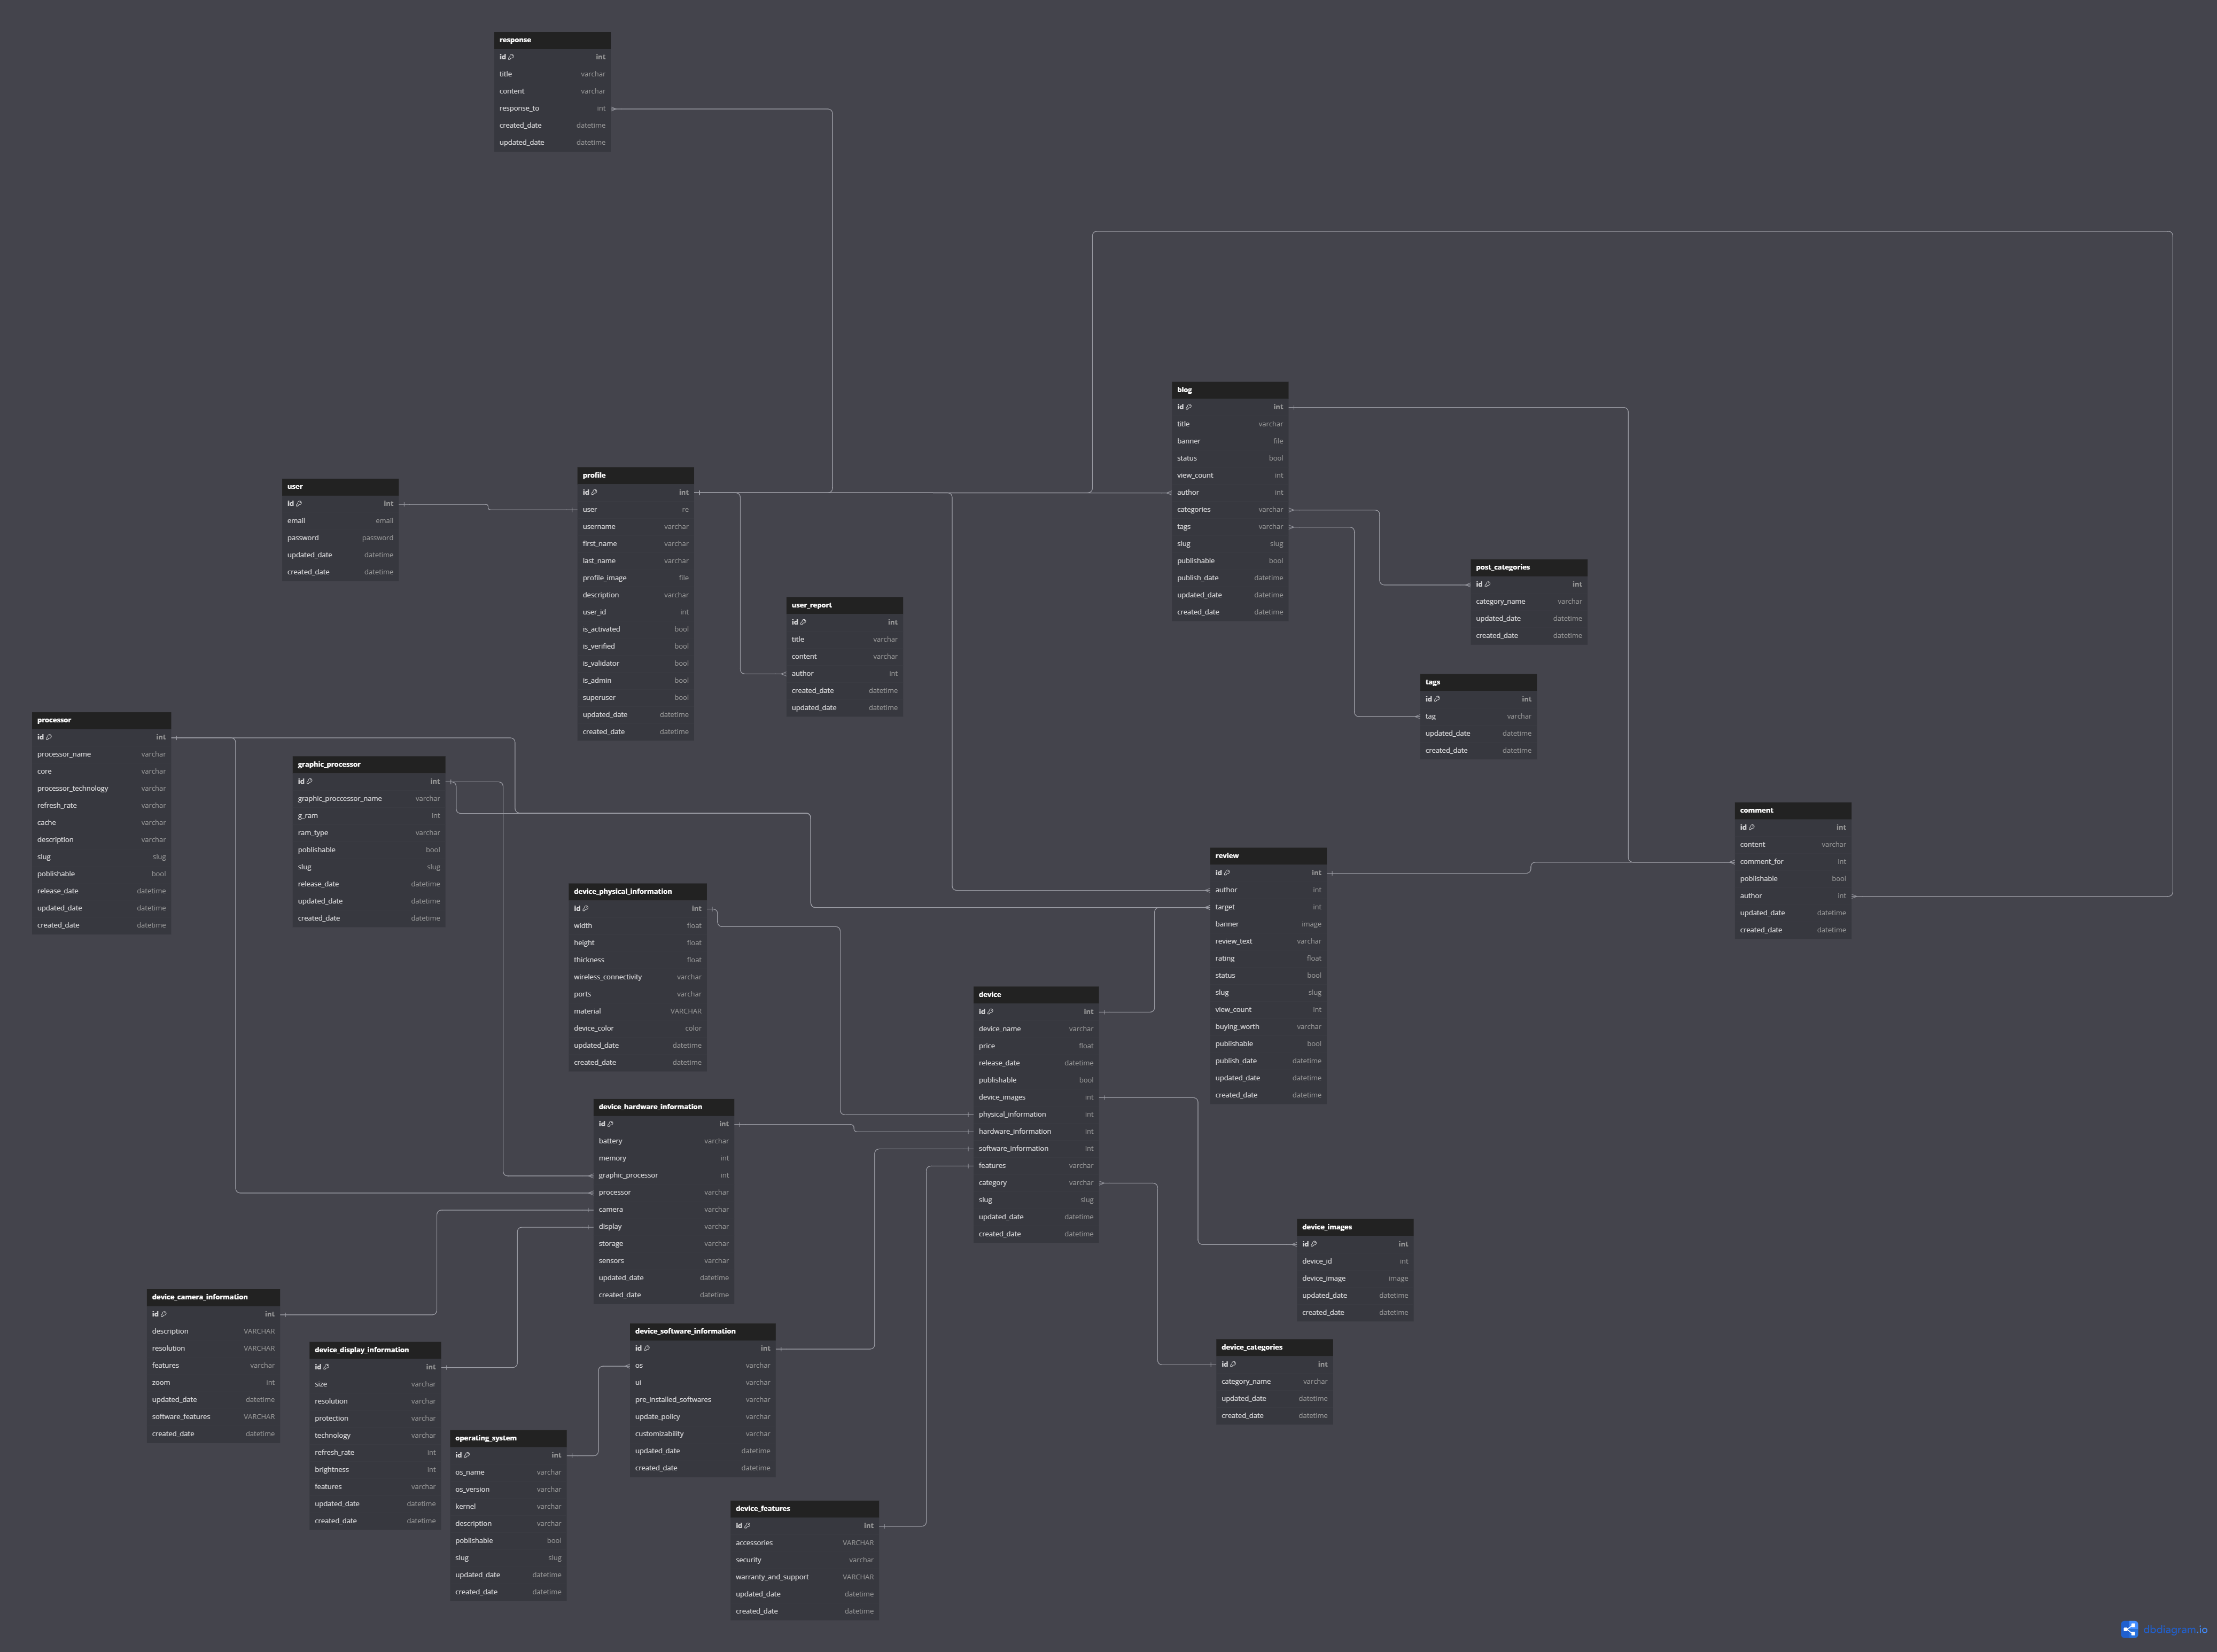 response
id int
title varchar
content varchar
response_to int
created_date datetime
updated_date datetime
blog
id int
title varchar
banner file
status bool
view_count int
author int
categories varchar
tags varchar
slug slug
publishable bool
publish_date datetime
updated_date datetime
created_date datetime
user
id int
email email
password password
updated_date datetime
created_date datetime
profile
id int
user re
username varchar
first_name varchar
last_name varchar
profile_image file
description varchar
user_id int
is_activated bool
is_verified bool
is_validator bool
is_admin bool
superuser bool
updated_date datetime
created_date datetime
user_report
id int
title varchar
content varchar
author int
created_date datetime
updated_date datetime
post_categories
id int
category_name varchar
updated_date datetime
created_date datetime
tags
id int
tag varchar
updated_date datetime
created_date datetime
processor
id int
processor_name varchar
core varchar
processor_technology varchar
refresh_rate varchar
cache varchar
description varchar
slug slug
poblishable bool
release_date datetime
updated_date datetime
created_date datetime
graphic_processor
id int
graphic_proccessor_name varchar
g_ram int
ram_type varchar
poblishable bool
slug slug
release_date datetime
updated_date datetime
created_date datetime
comment
id int
content varchar
comment_for int
poblishable bool
author int
updated_date datetime
created_date datetime
review
id int
author int
target int
banner image
review_text varchar
rating float
status bool
slug slug
view_count int
buying_worth varchar
publishable bool
publish_date datetime
updated_date datetime
created_date datetime
device_physical_information
id int
width float
height float
thickness float
wireless_connectivity varchar
ports varchar
material VARCHAR
device_color color
updated_date datetime
created_date datetime
device
id int
device_name varchar
price float
release_date datetime
publishable bool
device_images int
physical_information int
hardware_information int
software_information int
features varchar
category varchar
slug slug
updated_date datetime
created_date datetime
device_hardware_information
id int
battery varchar
memory int
graphic_processor int
processor varchar
camera varchar
display varchar
storage varchar
sensors varchar
updated_date datetime
created_date datetime
device_images
id int
device_id int
device_image image
updated_date datetime
created_date datetime
device_camera_information
id int
description VARCHAR
resolution VARCHAR
features varchar
zoom int
updated_date datetime
software_features VARCHAR
created_date datetime
device_display_information
id int
size varchar
resolution varchar
protection varchar
technology varchar
refresh_rate int
brightness int
features varchar
updated_date datetime
created_date datetime
device_software_information
id int
os varchar
ui varchar
pre_installed_softwares varchar
update_policy varchar
customizability varchar
updated_date datetime
created_date datetime
device_categories
id int
category_name varchar
updated_date datetime
created_date datetime
operating_system
id int
os_name varchar
os_version varchar
kernel varchar
description varchar
poblishable bool
slug slug
updated_date datetime
created_date datetime
device_features
id int
accessories VARCHAR
security varchar
warranty_and_support VARCHAR
updated_date datetime
created_date datetime
dbdiagram.io